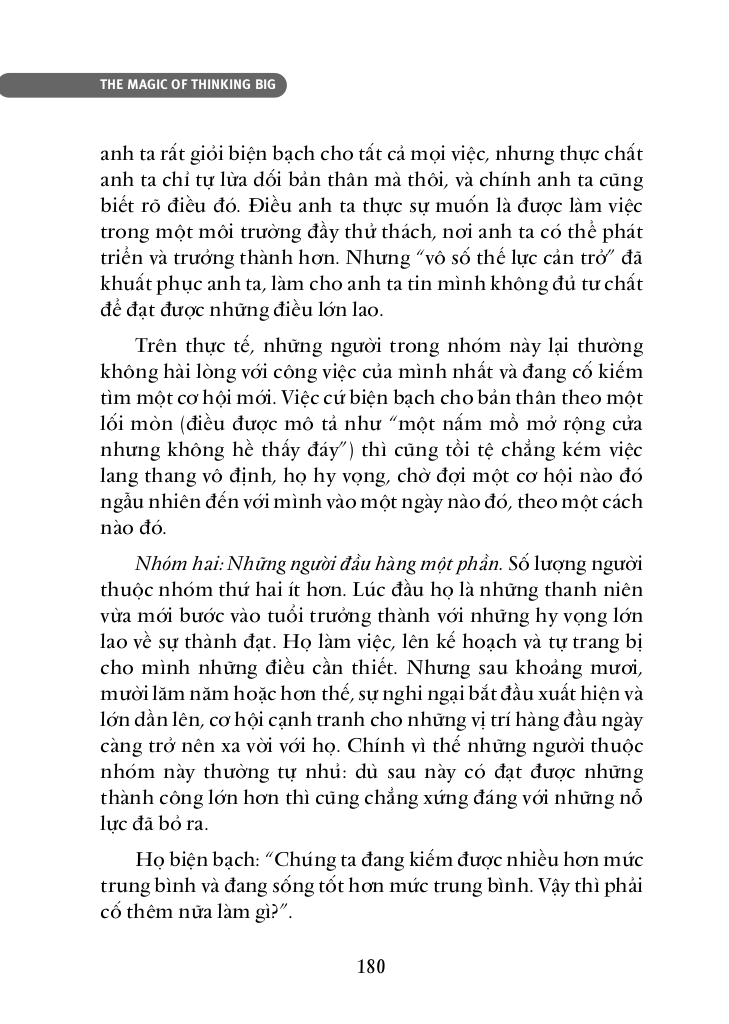 THE MAGIC OF THINKING BIG
anh ta rất giỏi biện bạch cho tất cả mọi việc, nhưng thực chất
anh ta chỉ tự lừa dối bản thân mà thôi, và chính anh ta cũng
biết rõ điều đó. Điều anh ta thực sự muốn là được làm việc
trong một môi trường đầy thử thách, nơi anh ta có thể phát
triển và trưởng thành hơn. Nhưng “vô số thế lực cản trở” đã
khuất phục anh ta, làm cho anh ta tin mình không đủ tư chất
để đạt được những điều lớn lao.
Trên thực tế, những người trong nhóm này lại thường
không hài lòng với công việc của mình nhất và đang cố kiếm
tìm một cơ hội mới. Việc cứ biện bạch cho bản thân theo một
lối mòn (điều được mô tả như “một nấm mồ mở rộng cửa
nhưng không hề thấy đáy”) thì cũng tồi tệ chẳng kém việc
lang thang vô định, họ hy vọng, chờ đợi một cơ hội nào đó
ngẫu nhiên đến với mình vào một ngày nào đó, theo một cách
nào đó.
Nhóm hai: Những người đầu hàng một phần. Số lượng người
thuộc nhóm thứ hai ít hơn. Lúc đầu họ là những thanh niên
vừa mới bước vào tuổi trưởng thành với những hy vọng lớn
lao về sự thành đạt. Họ làm việc, lên kế hoạch và tự trang bị
cho mình những điều cần thiết. Nhưng sau khoảng mươi,
mười lăm năm hoặc hơn thế, sự nghi ngại bắt đầu xuất hiện và
lớn dần lên, cơ hội cạnh tranh cho những vị trí hàng đầu ngày
càng trở nên xa vời với họ. Chính vì thế những người thuộc
nhóm này thường tự nhủ: dù sau này có đạt được những
thành công lớn hơn thì cũng chẳng xứng đáng với những nỗ
lực đã bỏ ra.
Họ biện bạch: “Chúng ta đang kiếm được nhiều hơn mức
trung bình và đang sống tốt hơn mức trung bình. Vậy thì phải
cố thêm nữa làm gì?”.
180